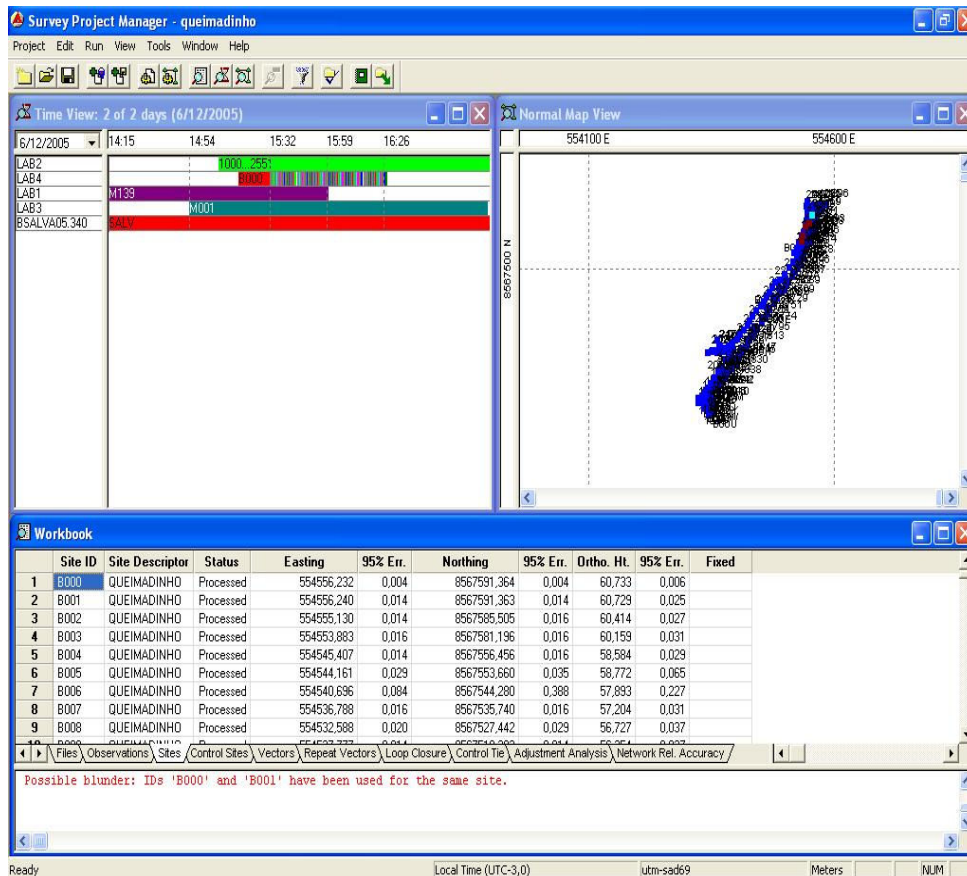 Survey Project Manager - queimadinho
Project Edit Run View Tools Window Help
Time View: 2 of 2 days (6/12/2005)
6/12/2005 14:15 14:54 15:32 15:59 16:26
LAB2 1000...2551
LAB4 B000
LAB1 M139
LAB3 M001
BSALVA05.340 SALV
Normal Map View
554100 E 554600 E
8567500 N
B00U
Workbook
Site ID Site Descriptor Status Easting 95% Err. Northing 95% Err. Ortho. Ht. 95% Err. Fixed
1 B000 QUEIMADINHO Processed 554556,232 0,004 8567591,364 0,004 60,733 0,006
2 B001 QUEIMADINHO Processed 554556,240 0,014 8567591,363 0,014 60,729 0,025
3 B002 QUEIMADINHO Processed 554555,130 0,014 8567585,505 0,016 60,414 0,027
4 B003 QUEIMADINHO Processed 554553,883 0,016 8567581,196 0,016 60,159 0,031
5 B004 QUEIMADINHO Processed 554545,407 0,014 8567556,456 0,016 58,584 0,029
6 B005 QUEIMADINHO Processed 554544,161 0,029 8567553,660 0,035 58,772 0,065
7 B006 QUEIMADINHO Processed 554540,696 0,084 8567544,280 0,388 57,893 0,227
8 B007 QUEIMADINHO Processed 554536,788 0,016 8567535,740 0,016 57,204 0,031
9 B008 QUEIMADINHO Processed 554532,588 0,020 8567527,442 0,029 56,727 0,037
Files Observations Sites Control Sites Vectors Repeat Vectors Loop Closure Control Tie Adjustment Analysis Network Rel. Accuracy
Possible blunder: IDs 'B000' and 'B001' have been used for the same site.
Ready Local Time (UTC-3,0) utm-sad69 Meters NUM